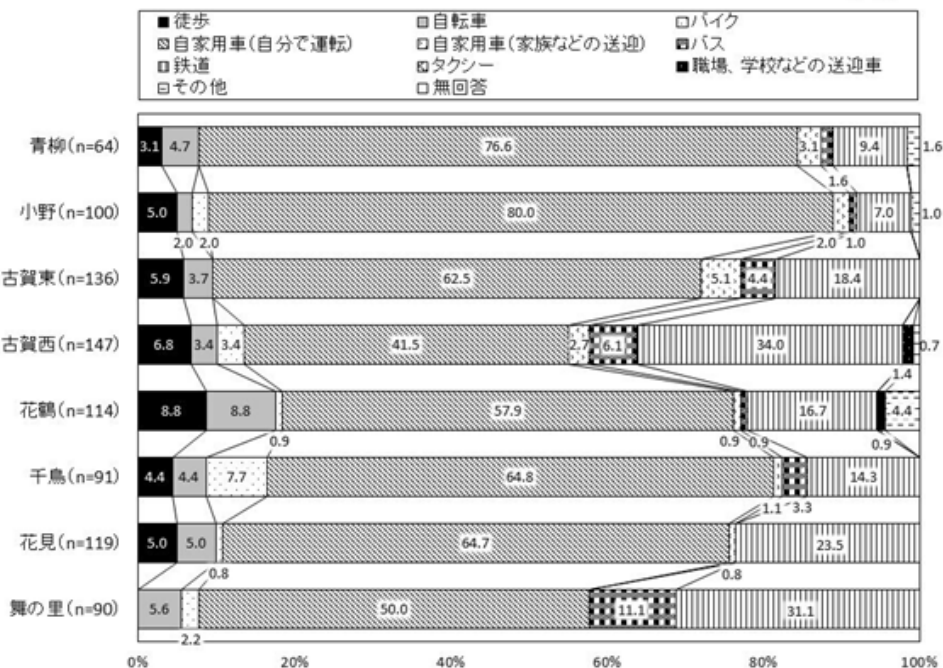 ■徒歩 ■自転車 □バイク
自家用車(自分で運転) 自家用車(家族などの送迎) バス
鉄道 タクシー 職場、学校などの送迎車
その他 無回答
青柳(n=64) 3.1 4.7 76.6 3.1 9.4 1.6
1.6
小野(n=100) 5.0 80.0 7.0 1.0
2.0 2.0 2.0 1.0
古賀東(n=136) 5.9 3.7 62.5 5.1 4.4 18.4
古賀西(n=147) 6.8 3.4 3.4 41.5 2.7 6.1 34.0 0.7
1.4
花鶴(n=114) 8.8 8.8 57.9 16.7 4.4
0.9 0.9 0.9 0.9
千鳥(n=91) 4.4 4.4 7.7 64.8 14.3
1.1 3.3
花見(n=119) 5.0 5.0 64.7 23.5
0.8 0.8
舞の里(n=90) 5.6 50.0 11.1 31.1
2.2
0% 20% 40% 60% 80% 100%